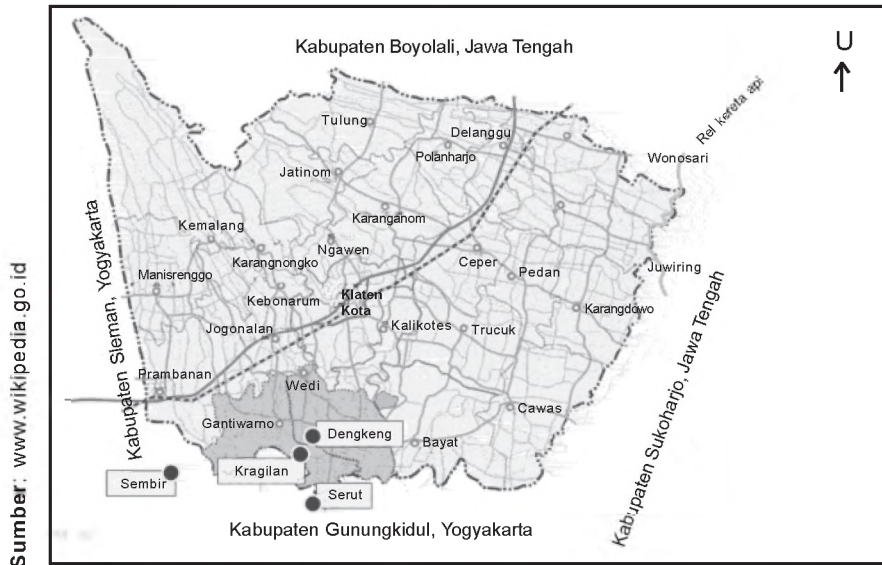 Kabupaten Boyolali, Jawa Tengah
U
Rel kereta api
Tulung
Delanggu
Polanharjo
Wonosari
Jatinom
Karanganom
Kemalang
Ngawen
Karangnongko
Ceper
Pedan
Juwiring
Manisrenggo
Kebonarum
Klaten
Kota
Karangdowo
Jogonalan
Kalikotes
Trucuk
Kabupaten Sleman, Yogyakarta
Kabupaten Sukoharjo, Jawa Tengah
Prambanan
Wedi
Cawas
Gantiwarno
Dengkeng
Bayat
Kragilan
Sembir
Serut
Kabupaten Gunungkidul, Yogyakarta
Sumber: www.wikipedia.go.id